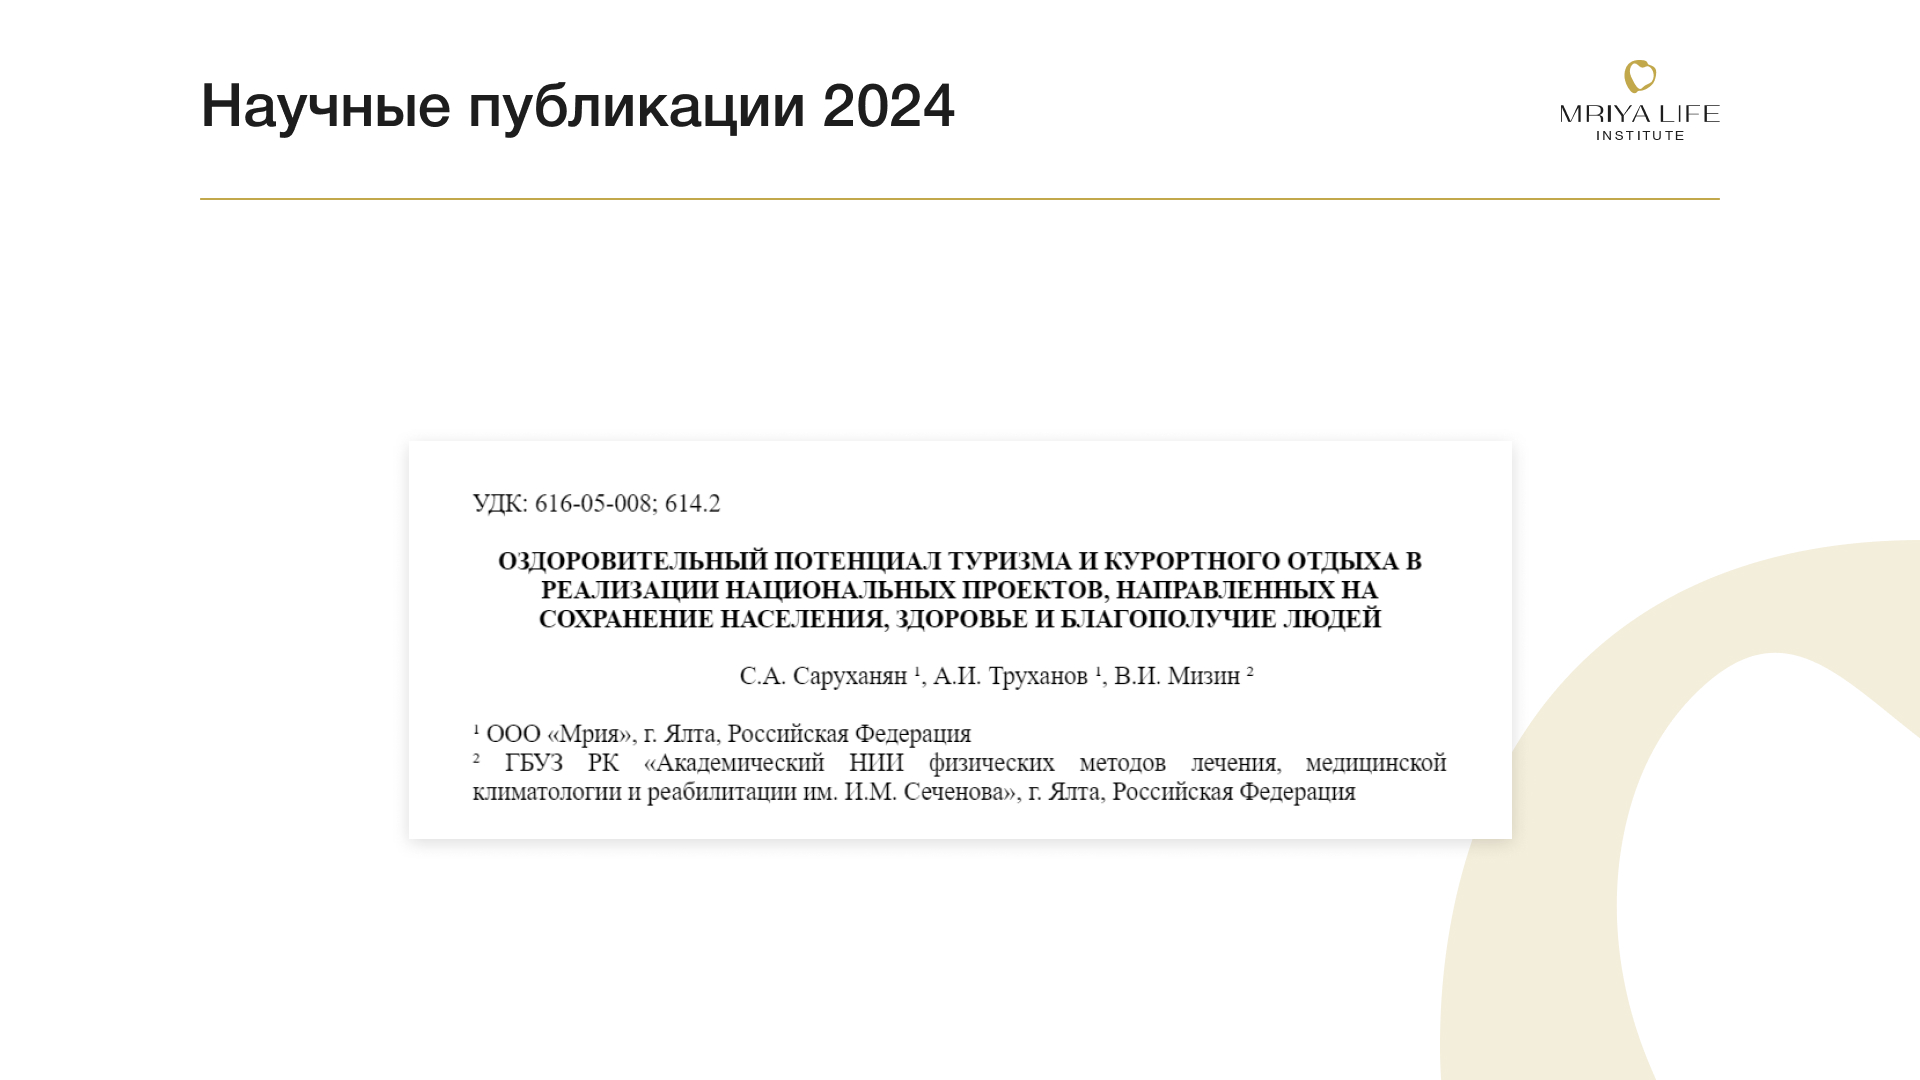 Научные публикации 2024
MRIYA LIFE
INSTITUTE
УДК: 616-05-008; 614.2
ОЗДОРОВИТЕЛЬНЫЙ ПОТЕНЦИАЛ ТУРИЗМА И КУРОРТНОГО ОТДЫХА В
РЕАЛИЗАЦИИ НАЦИОНАЛЬНЫХ ПРОЕКТОВ, НАПРАВЛЕННЫХ НА
СОХРАНЕНИЕ НАСЕЛЕНИЯ, ЗДОРОВЬЕ И БЛАГОПОЛУЧИЕ ЛЮДЕЙ
С.А. Саруханян ¹, А.И. Труханов ¹, В.И. Мизин ²
¹ ООО «Мрия», г. Ялта, Российская Федерация
² ГБУЗ РК «Академический НИИ физических методов лечения, медицинской
климатологии и реабилитации им. И.М. Сеченова», г. Ялта, Российская Федерация